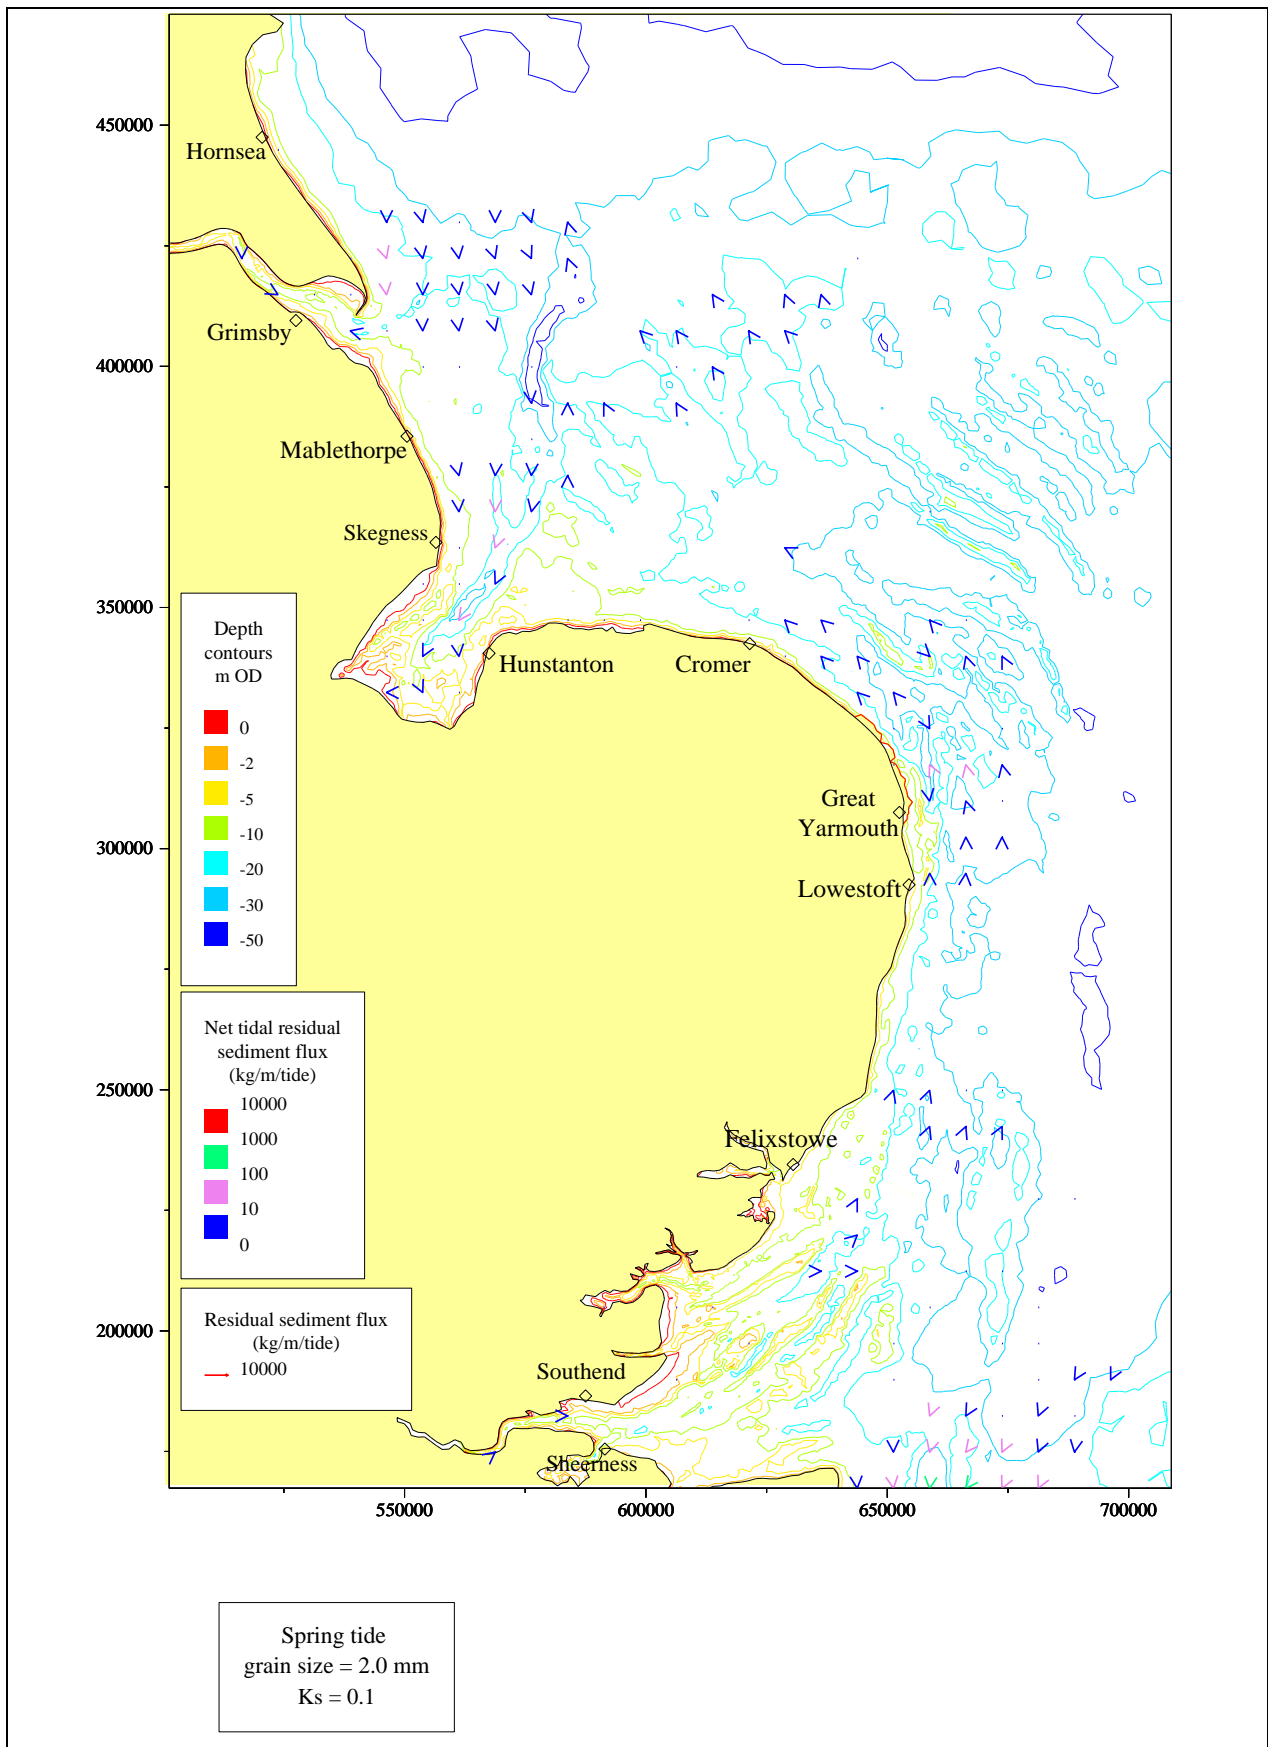 450000
Hornsea
Grimsby
400000
Mablethorpe
Skegness
350000
Hunstanton
Cromer
Depth
contours
m OD
0
-2
-5
-10
-20
-30
-50
Great
Yarmouth
300000
Lowestoft
Net tidal residual
sediment flux
(kg/m/tide)
10000
1000
100
10
0
250000
Felixstowe
Residual sediment flux
(kg/m/tide)
10000
200000
Southend
Sheerness
550000
600000
650000
700000
Spring tide
grain size = 2.0 mm
Ks = 0.1